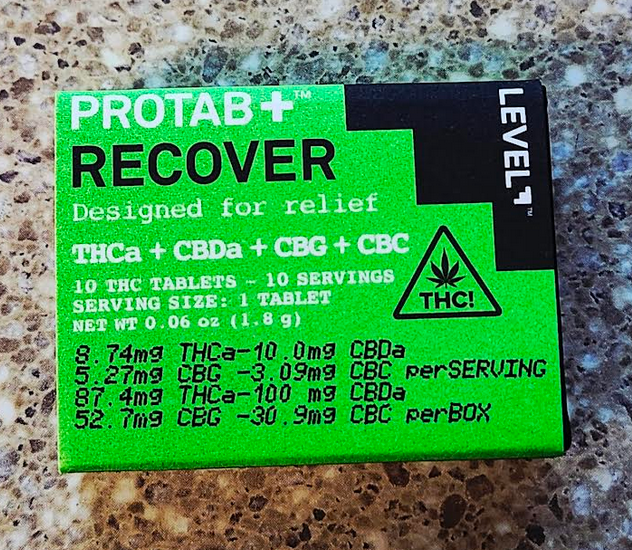 PROTAB+™
RECOVER
Designed for relief
THCa + CBDa + CBG + CBC
10 THC TABLETS – 10 SERVINGS
SERVING SIZE: 1 TABLET
NET WT 0.06 oz (1.8 g)
8.74mg THCa-10.0mg CBDa
5.27mg CBG -3.09mg CBC perSERVING
87.4mg THCa-100 mg CBDa
52.7mg CBG -30.9mg CBC perBOX
THC!
LEVEL™